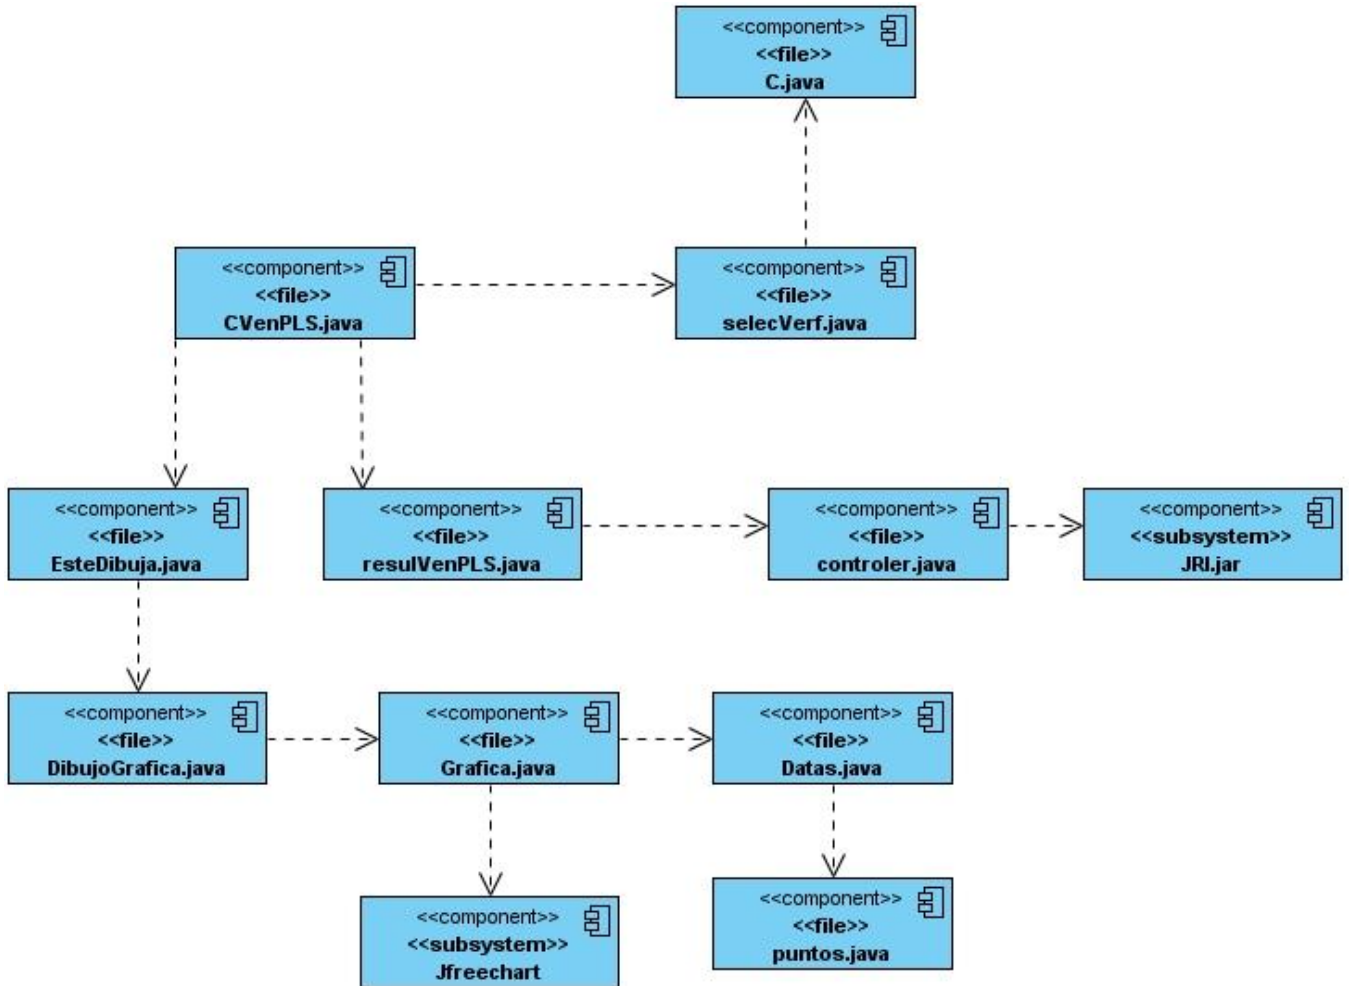 <<component>>
<<file>>
C.java
<<component>>
<<file>>
CVenPLS.java
<<component>>
<<file>>
selecVerf.java
<<component>>
<<file>>
EsteDibuja.java
<<component>>
<<file>>
resulVenPLS.java
<<component>>
<<file>>
controler.java
<<component>>
<<subsystem>>
JRI.jar
<<component>>
<<file>>
DibujoGrafica.java
<<component>>
<<file>>
Grafica.java
<<component>>
<<file>>
Datas.java
<<component>>
<<subsystem>>
Jfreechart
<<component>>
<<file>>
puntos.java